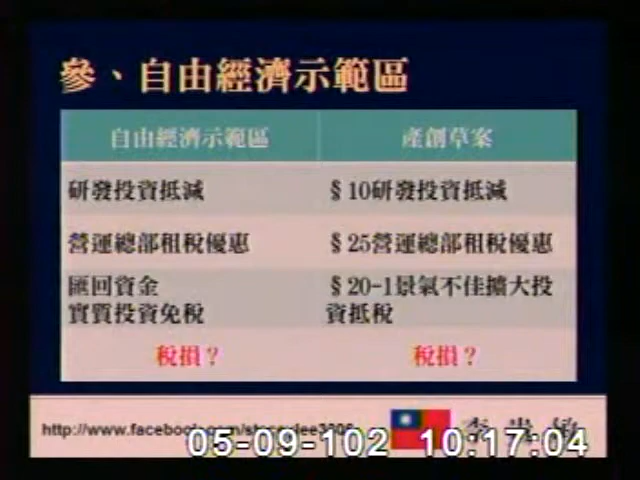 參、自由經濟示範區
自由經濟示範區 產創草案
研發投資抵減 §10研發投資抵減
營運總部租稅優惠 §25營運總部租稅優惠
匯回資金 §20-1景氣不佳擴大投
實質投資免稅 資抵稅
稅損？ 稅損？
http://www.facebook.com/
05-09-102 10:17:04